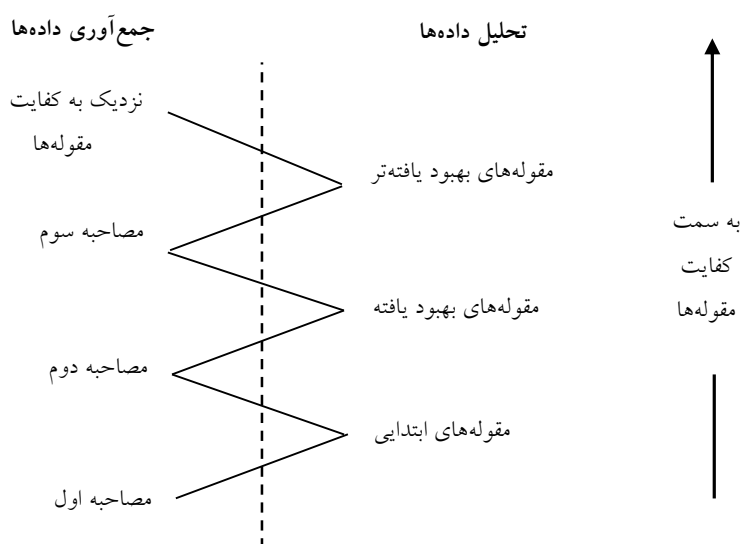 تحلیل داده‌ها
جمع‌آوری داده‌ها
نزدیک به کفایت
مقوله‌ها
مقوله‌های بهبود یافته‌تر
مصاحبه سوم
به سمت
کفایت
مقوله‌ها
مقوله‌های بهبود یافته
مصاحبه دوم
مقوله‌های ابتدایی
مصاحبه اول